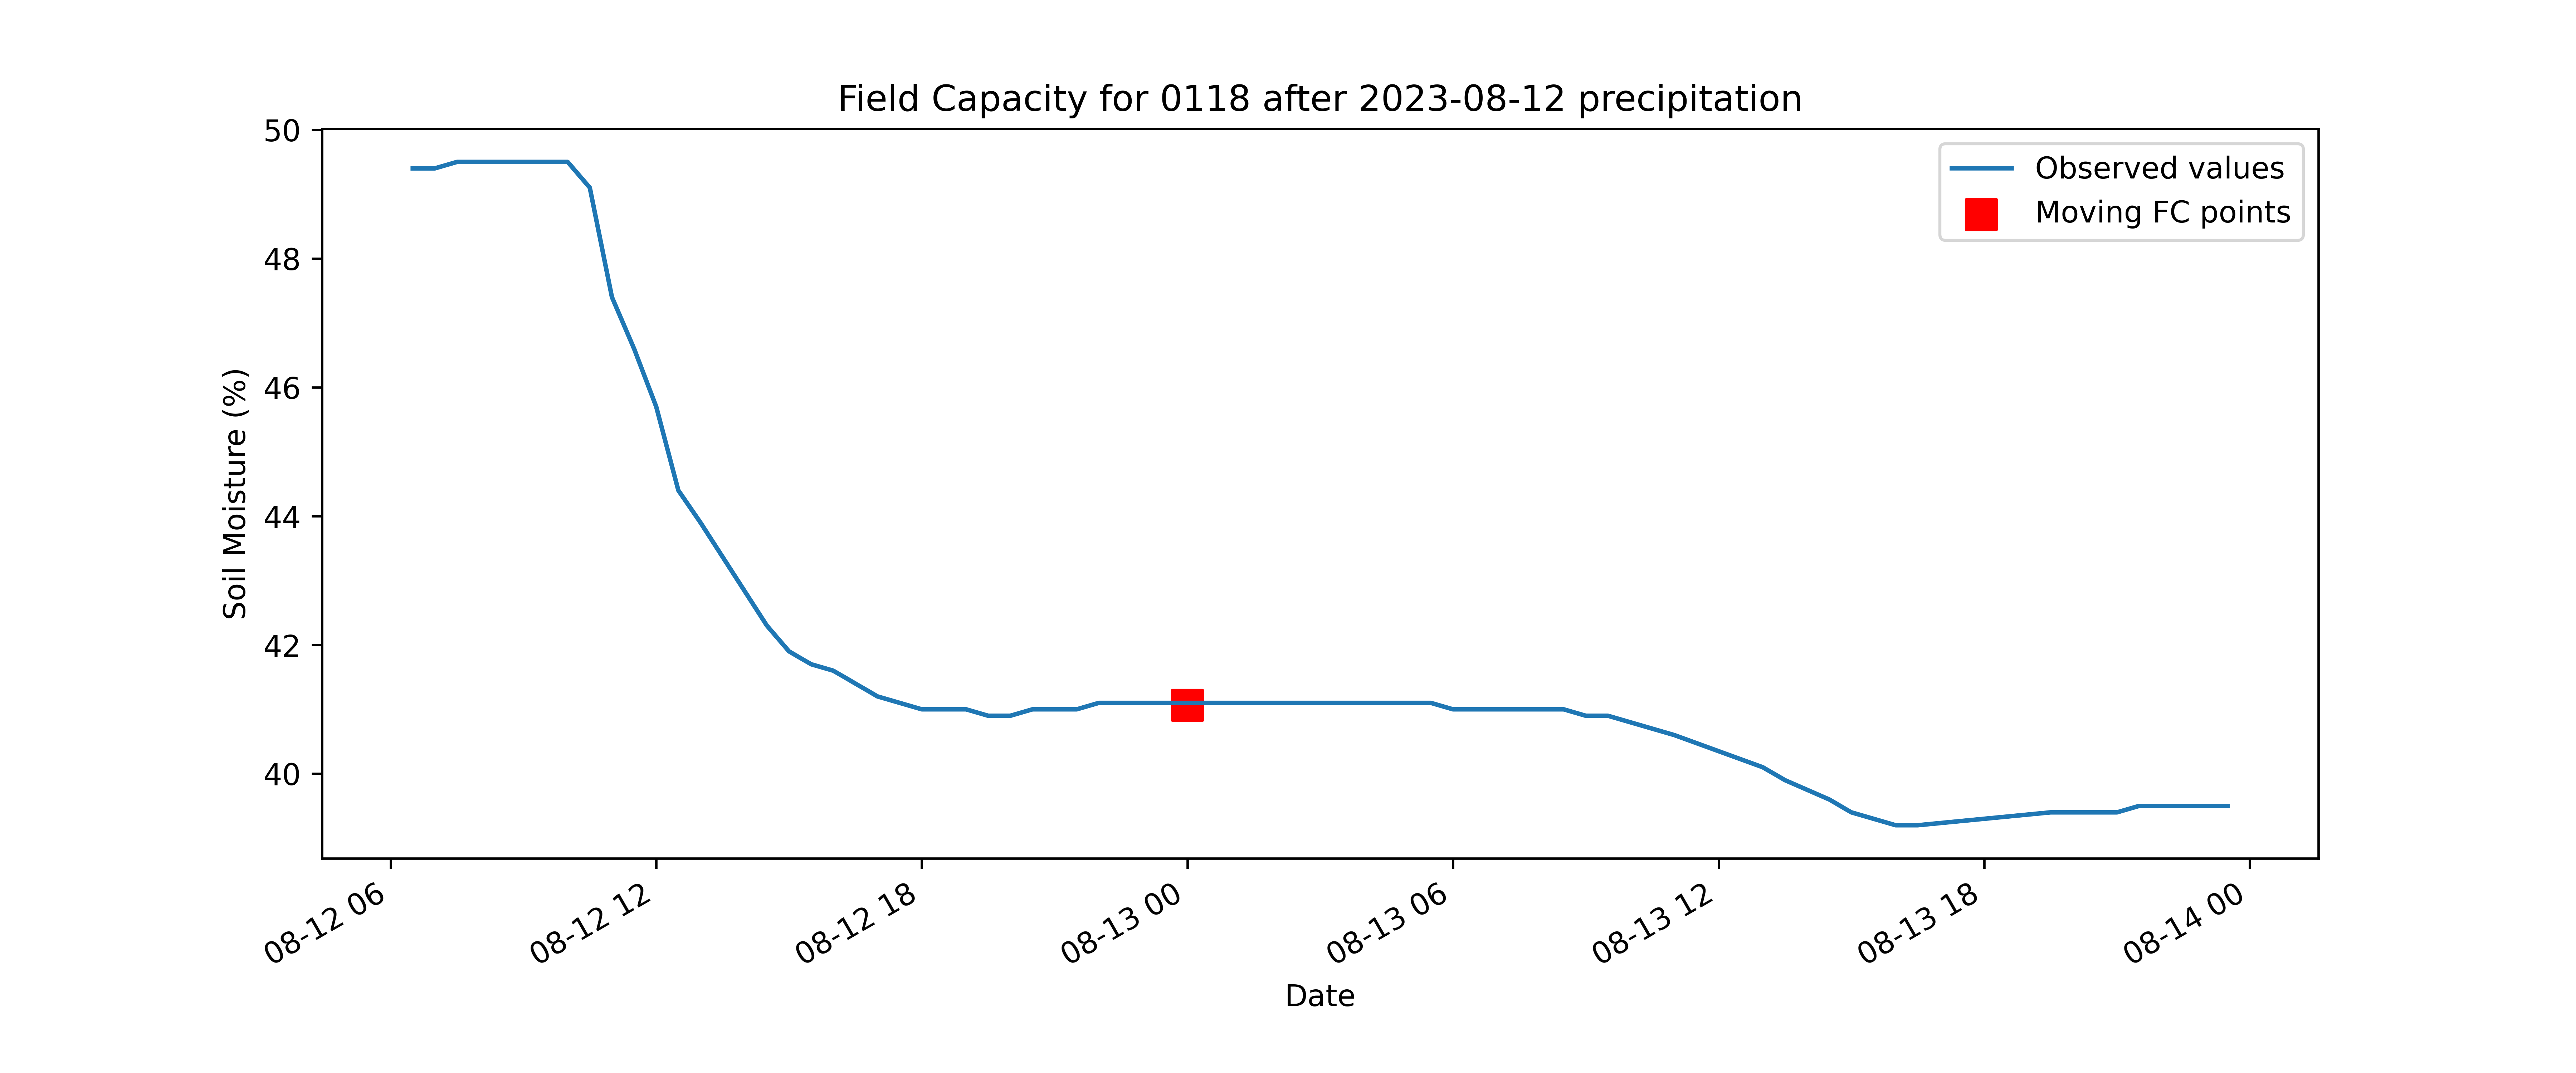 Field Capacity for 0118 after 2023-08-12 precipitation
Observed values
Moving FC points
Soil Moisture (%)
50
48
46
44
42
40
08-12 06
08-12 12
08-12 18
08-13 00
08-13 06
08-13 12
08-13 18
08-14 00
Date